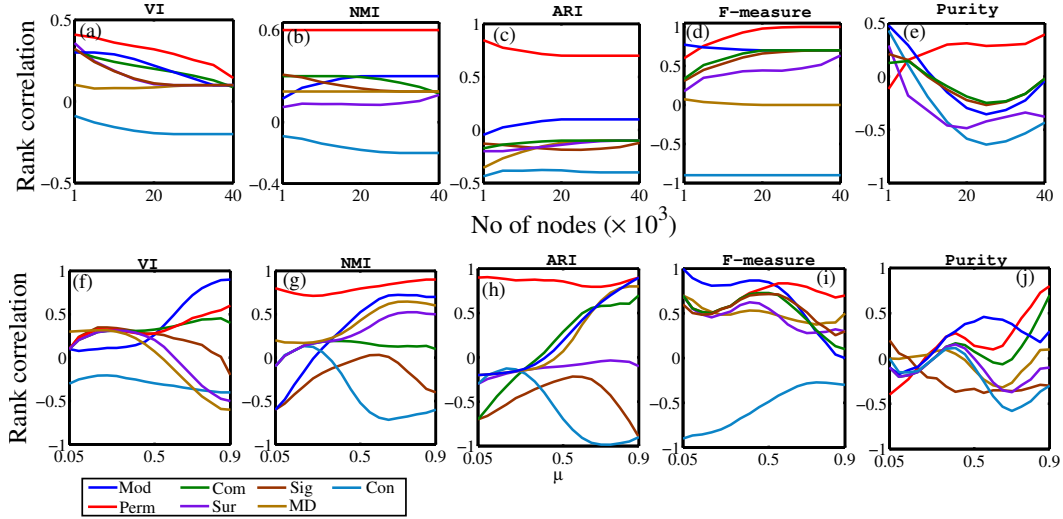 VI NMI ARI F-measure Purity
(a) (b) (c) (d) (e)
Rank correlation
0.5 0 −0.5
0.6 0 −0.4
1 0.5 0 −0.5
1 0.5 0 −0.5 −1
0.5 0 −0.5 −1
1 20 40 1 20 40 1 20 40 1 20 40 1 20 40
No of nodes (× 10³)
VI NMI ARI F-measure Purity
(f) (g) (h) (i) (j)
Rank correlation
1 0.5 0 −0.5 −1
1 0.5 0 −0.5 −1
1 0.5 0 −0.5 −1
1 0.5 0 −0.5 −1
1 0.5 0 −0.5 −1
0.05 0.5 0.9 0.05 0.5 0.9 0.05 0.5 0.9 0.05 0.5 0.9 0.05 0.5 0.9
μ
Mod Com Sig Con
Perm Sur MD